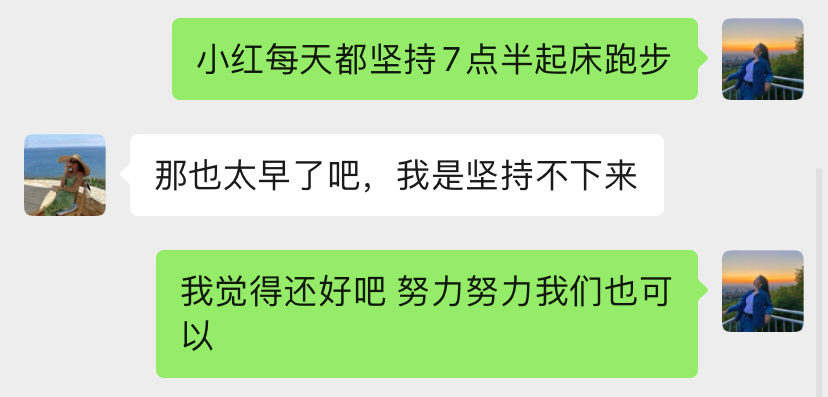 小红每天都坚持7点半起床跑步
那也太早了吧，我是坚持不下来
我觉得还好吧 努力努力我们也可
以